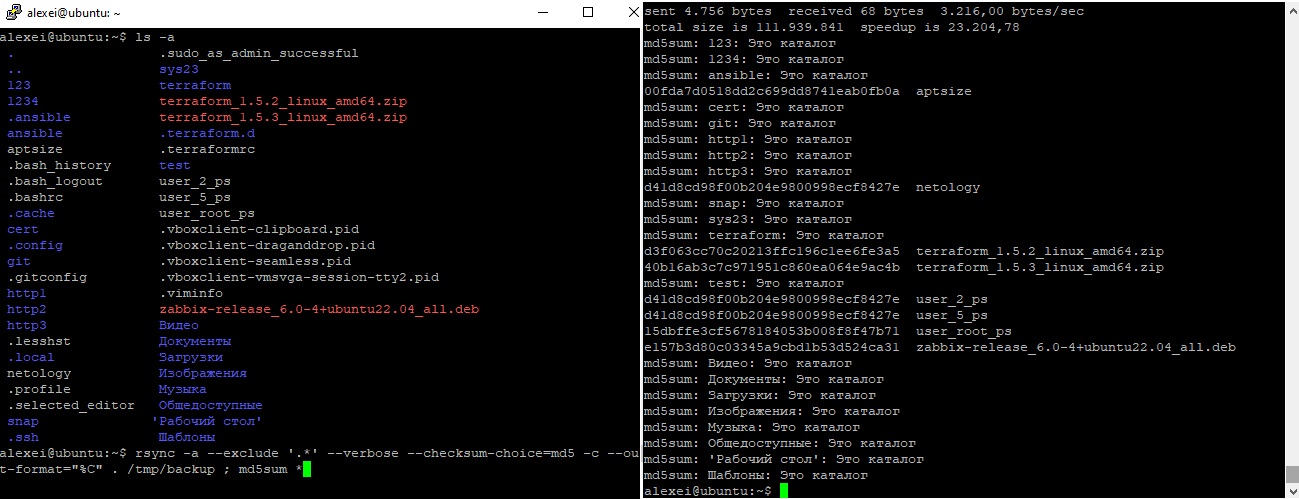 alexei@ubuntu: ~
alexei@ubuntu:~$ ls -a
. .sudo_as_admin_successful
.. sys23
123 terraform
1234 terraform_1.5.2_linux_amd64.zip
.ansible terraform_1.5.3_linux_amd64.zip
ansible .terraform.d
aptsize .terraformrc
.bash_history test
.bash_logout user_2_ps
.bashrc user_5_ps
.cache user_root_ps
cert .vboxclient-clipboard.pid
.config .vboxclient-draganddrop.pid
git .vboxclient-seamless.pid
.gitconfig .vboxclient-vmsvga-session-tty2.pid
http1 .viminfo
http2 zabbix-release_6.0-4+ubuntu22.04_all.deb
http3 Видео
.lesshst Документы
.local Загрузки
netology Изображения
.profile Музыка
.selected_editor Общедоступные
snap 'Рабочий стол'
.ssh Шаблоны
alexei@ubuntu:~$ rsync -a --exclude '.*' --verbose --checksum-choice=md5 -c --ou
t-format="%C" . /tmp/backup ; md5sum *
sent 4.756 bytes received 68 bytes 3.216,00 bytes/sec
total size is 111.939.841 speedup is 23.204,78
md5sum: 123: Это каталог
md5sum: 1234: Это каталог
md5sum: ansible: Это каталог
00fda7d0518dd2c699dd8741eab0fb0a aptsize
md5sum: cert: Это каталог
md5sum: git: Это каталог
md5sum: http1: Это каталог
md5sum: http2: Это каталог
md5sum: http3: Это каталог
d41d8cd98f00b204e9800998ecf8427e netology
md5sum: snap: Это каталог
md5sum: sys23: Это каталог
md5sum: terraform: Это каталог
d3f063cc70c20213ffc196c1ee6fe3a5 terraform_1.5.2_linux_amd64.zip
40b16ab3c7c971951c860ea064e9ac4b terraform_1.5.3_linux_amd64.zip
md5sum: test: Это каталог
d41d8cd98f00b204e9800998ecf8427e user_2_ps
d41d8cd98f00b204e9800998ecf8427e user_5_ps
15dbffe3cf5678184053b008f8f47b71 user_root_ps
e157b3d80c03345a9cbd1b53d524ca31 zabbix-release_6.0-4+ubuntu22.04_all.deb
md5sum: Видео: Это каталог
md5sum: Документы: Это каталог
md5sum: Загрузки: Это каталог
md5sum: Изображения: Это каталог
md5sum: Музыка: Это каталог
md5sum: Общедоступные: Это каталог
md5sum: 'Рабочий стол': Это каталог
md5sum: Шаблоны: Это каталог
alexei@ubuntu:~$